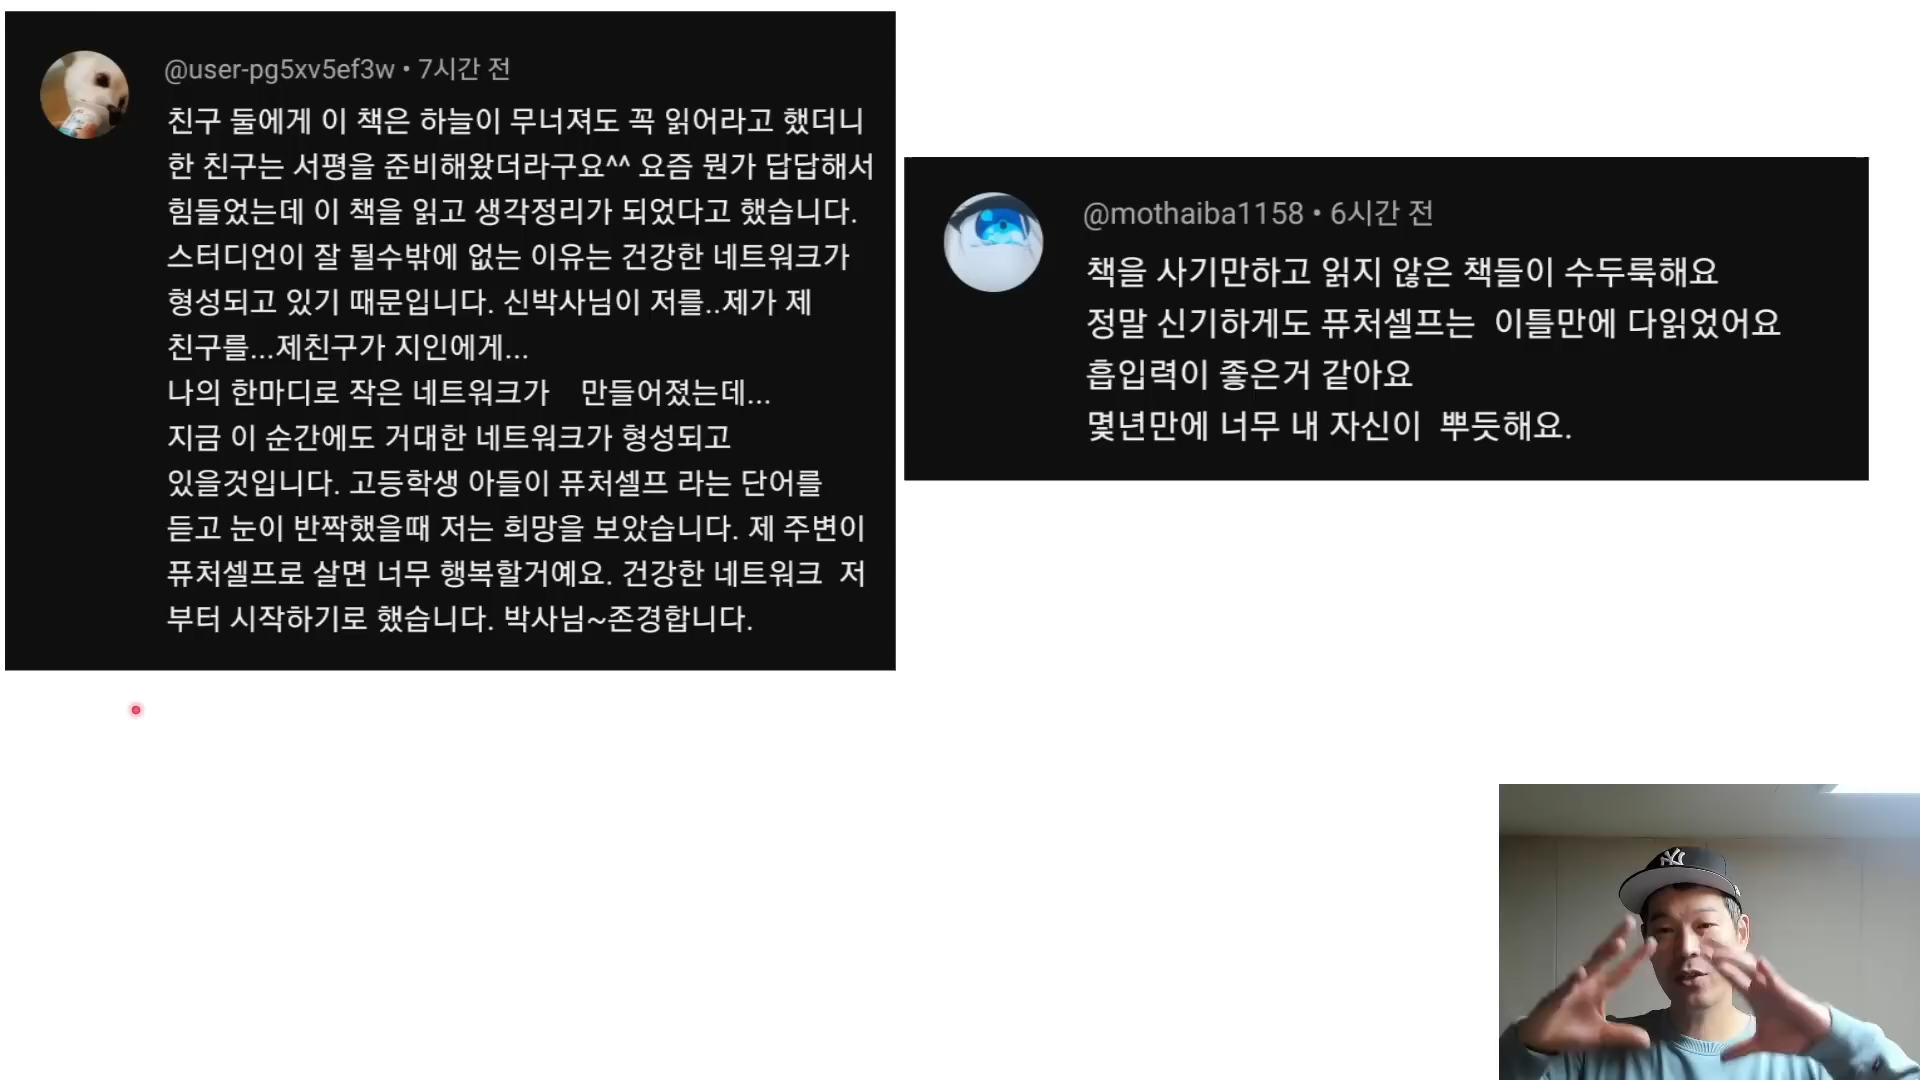 @user-pg5xv5ef3w • 7시간 전
친구 둘에게 이 책은 하늘이 무너져도 꼭 읽어라고 했더니
한 친구는 서평을 준비해왔더라구요^^ 요즘 뭔가 답답해서
힘들었는데 이 책을 읽고 생각정리가 되었다고 했습니다.
스터디언이 잘 될수밖에 없는 이유는 건강한 네트워크가
형성되고 있기 때문입니다. 신박사님이 저를..제가 제
친구를...제친구가 지인에게...
나의 한마디로 작은 네트워크가 만들어졌는데...
지금 이 순간에도 거대한 네트워크가 형성되고
있을것입니다. 고등학생 아들이 퓨처셀프 라는 단어를
듣고 눈이 반짝했을때 저는 희망을 보았습니다. 제 주변이
퓨처셀프로 살면 너무 행복할거예요. 건강한 네트워크 저
부터 시작하기로 했습니다. 박사님~존경합니다.
@mothaiba1158 • 6시간 전
책을 사기만하고 읽지 않은 책들이 수두룩해요
정말 신기하게도 퓨처셀프는 이틀만에 다읽었어요
흡입력이 좋은거 같아요
몇년만에 너무 내 자신이 뿌듯해요.
NY